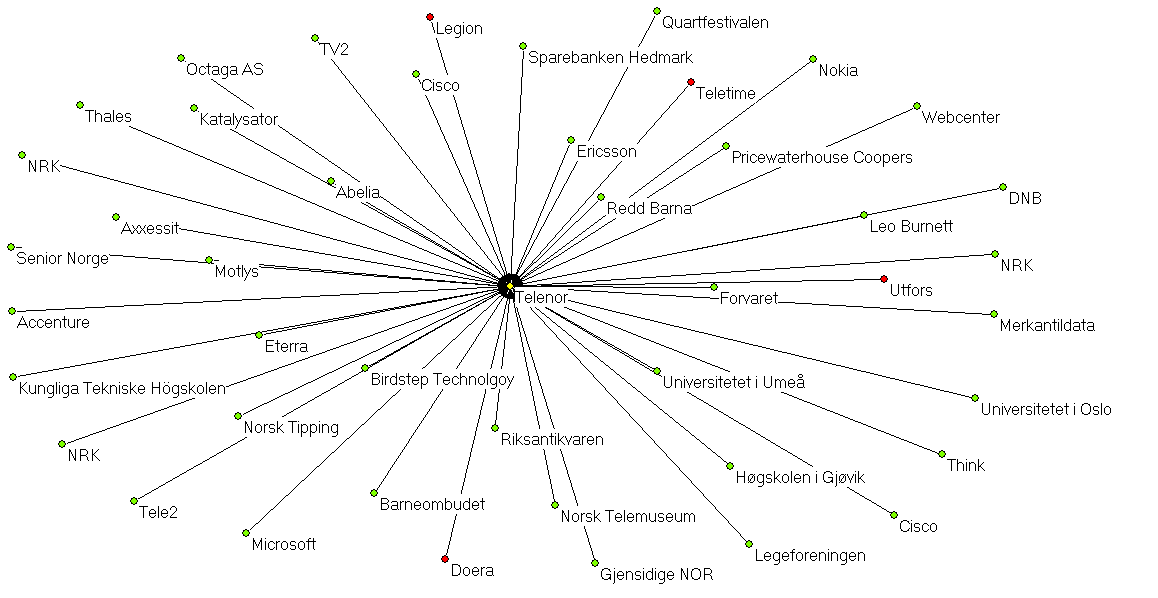 Quartfestivalen
Legion
TV2
Sparebanken Hedmark
Octaga AS
Nokia
Cisco
Teletime
Thales
Katalysator
Webcenter
Ericsson
Pricewaterhouse Coopers
NRK
Abelia
DNB
Redd Barna
Axxessit
Leo Burnett
Senior Norge
Motlys
NRK
Utfors
Telenor
Forvaret
Accenture
Merkantildata
Eterra
Birdstep Technolgoy
Universitetet i Umeå
Kungliga Tekniske Högskolen
Universitetet i Oslo
Norsk Tipping
Riksantikvaren
NRK
Think
Høgskolen i Gjøvik
Barneombudet
Tele2
Norsk Telemuseum
Cisco
Microsoft
Legeforeningen
Doera
Gjensidige NOR